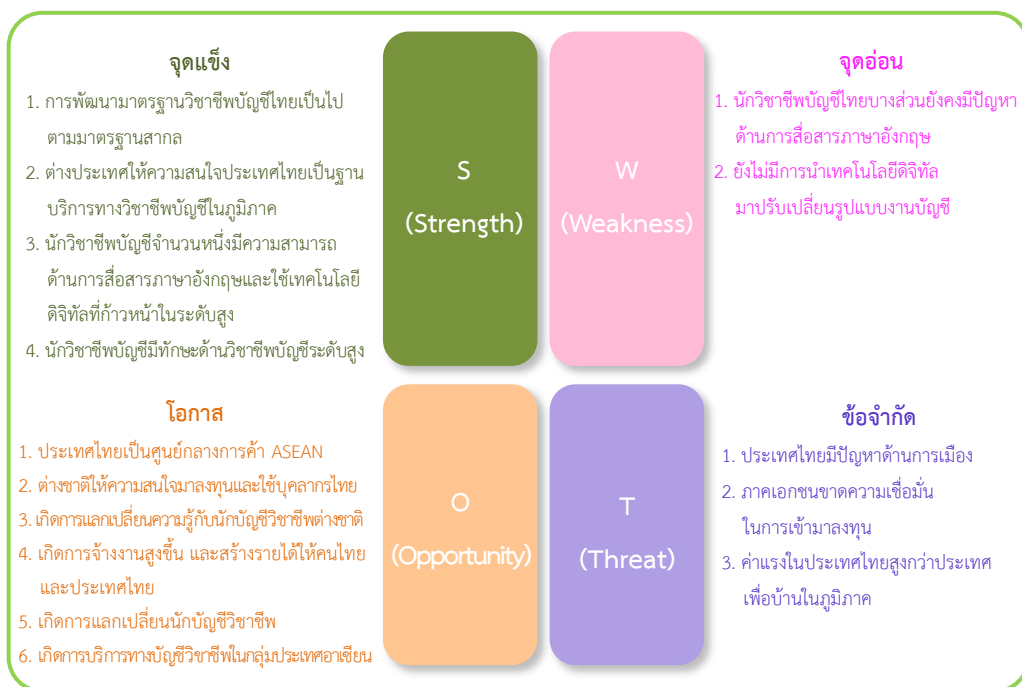 จุดแข็ง
1. การพัฒนามาตรฐานวิชาชีพบัญชีไทยเป็นไป
ตามมาตรฐานสากล
2. ต่างประเทศให้ความสนใจประเทศไทยเป็นฐาน
บริการทางวิชาชีพบัญชีในภูมิภาค
3. นักวิชาชีพบัญชีจำนวนหนึ่งมีความสามารถ
ด้านการสื่อสารภาษาอังกฤษและใช้เทคโนโลยี
ดิจิทัลที่ก้าวหน้าในระดับสูง
4. นักวิชาชีพบัญชีมีทักษะด้านวิชาชีพบัญชีระดับสูง
S
(Strength)
W
(Weakness)
จุดอ่อน
1. นักวิชาชีพบัญชีไทยบางส่วนยังคงมีปัญหา
ด้านการสื่อสารภาษาอังกฤษ
2. ยังไม่มีการนำเทคโนโลยีดิจิทัล
มาปรับเปลี่ยนรูปแบบงานบัญชี
โอกาส
1. ประเทศไทยเป็นศูนย์กลางการค้า ASEAN
2. ต่างชาติให้ความสนใจมาลงทุนและใช้บุคลากรไทย
3. เกิดการแลกเปลี่ยนความรู้กับนักบัญชีวิชาชีพต่างชาติ
4. เกิดการจ้างงานสูงขึ้น และสร้างรายได้ให้คนไทย
และประเทศไทย
5. เกิดการแลกเปลี่ยนนักบัญชีวิชาชีพ
6. เกิดการบริการทางบัญชีวิชาชีพในกลุ่มประเทศอาเซียน
O
(Opportunity)
T
(Threat)
ข้อจำกัด
1. ประเทศไทยมีปัญหาด้านการเมือง
2. ภาคเอกชนขาดความเชื่อมั่น
ในการเข้ามาลงทุน
3. ค่าแรงในประเทศไทยสูงกว่าประเทศ
เพื่อบ้านในภูมิภาค